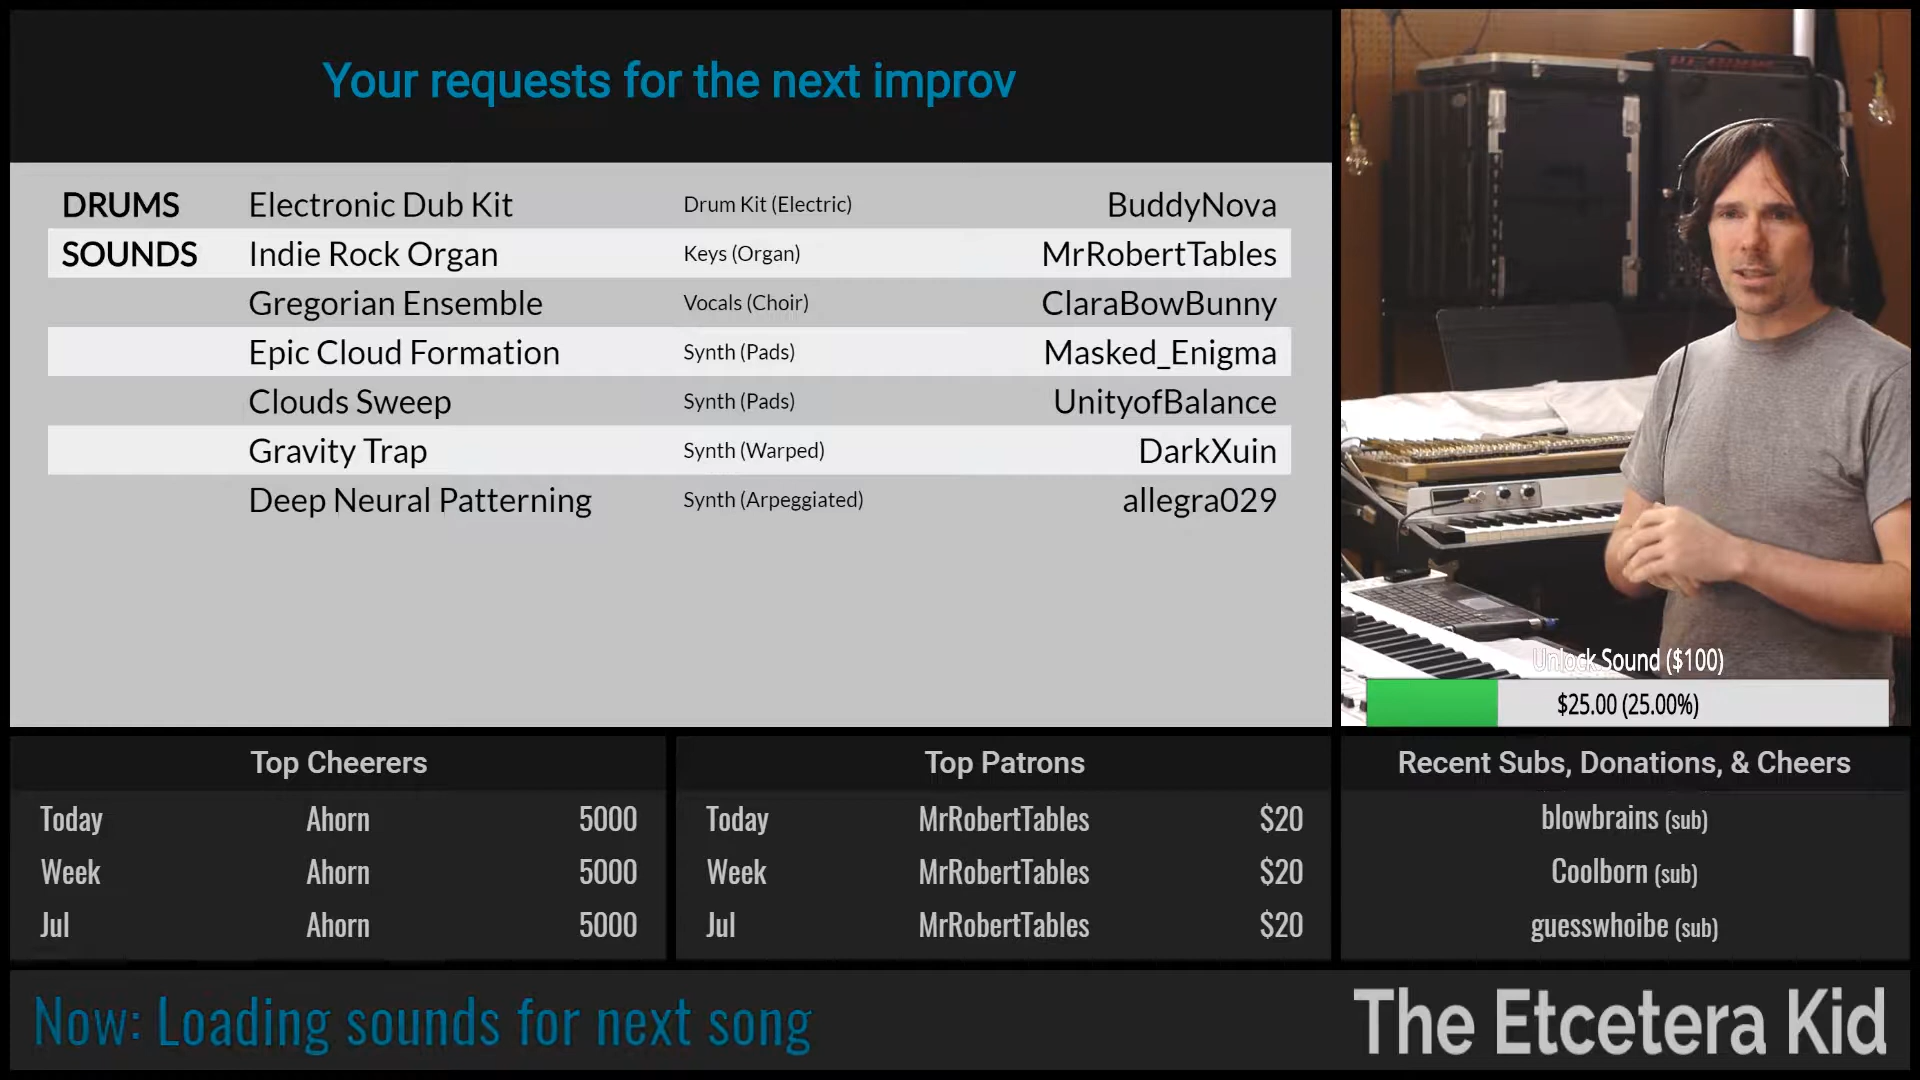 Your requests for the next improv
DRUMS Electronic Dub Kit Drum Kit (Electric) BuddyNova
SOUNDS Indie Rock Organ Keys (Organ) MrRobertTables
Gregorian Ensemble Vocals (Choir) ClaraBowBunny
Epic Cloud Formation Synth (Pads) Masked_Enigma
Clouds Sweep Synth (Pads) UnityofBalance
Gravity Trap Synth (Warped) DarkXuin
Deep Neural Patterning Synth (Arpeggiated) allegra029
Unlock Sound ($100)
$25.00 (25.00%)
Top Cheerers
Today Ahorn 5000
Week Ahorn 5000
Jul Ahorn 5000
Top Patrons
Today MrRobertTables $20
Week MrRobertTables $20
Jul MrRobertTables $20
Recent Subs, Donations, & Cheers
blowbrains (sub)
Coolborn (sub)
guesswhoibe (sub)
Now: Loading sounds for next song
The Etcetera Kid